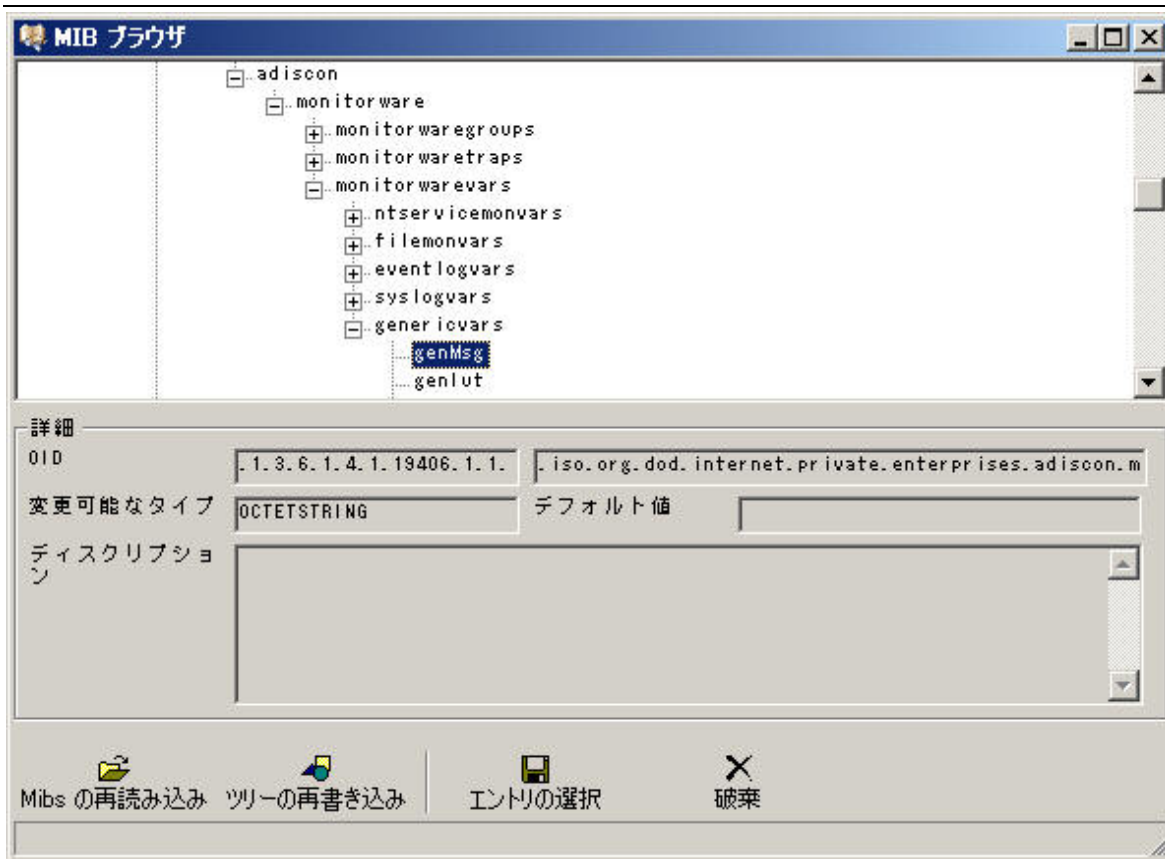 MIB ブラウザ
adiscon
monitorware
monitorwaregroups
monitorwaretraps
monitorwarevars
ntservicemonvars
filemonvars
eventlogvars
syslogvars
genericvars
genMsg
genIut
詳細
OID
.1.3.6.1.4.1.19406.1.1.
.iso.org.dod.internet.private.enterprises.adiscon.m
変更可能なタイプ
OCTETSTRING
デフォルト値
ディスクリプショ
ン
Mibs の再読み込み ツリーの再書き込み エントリの選択 破棄